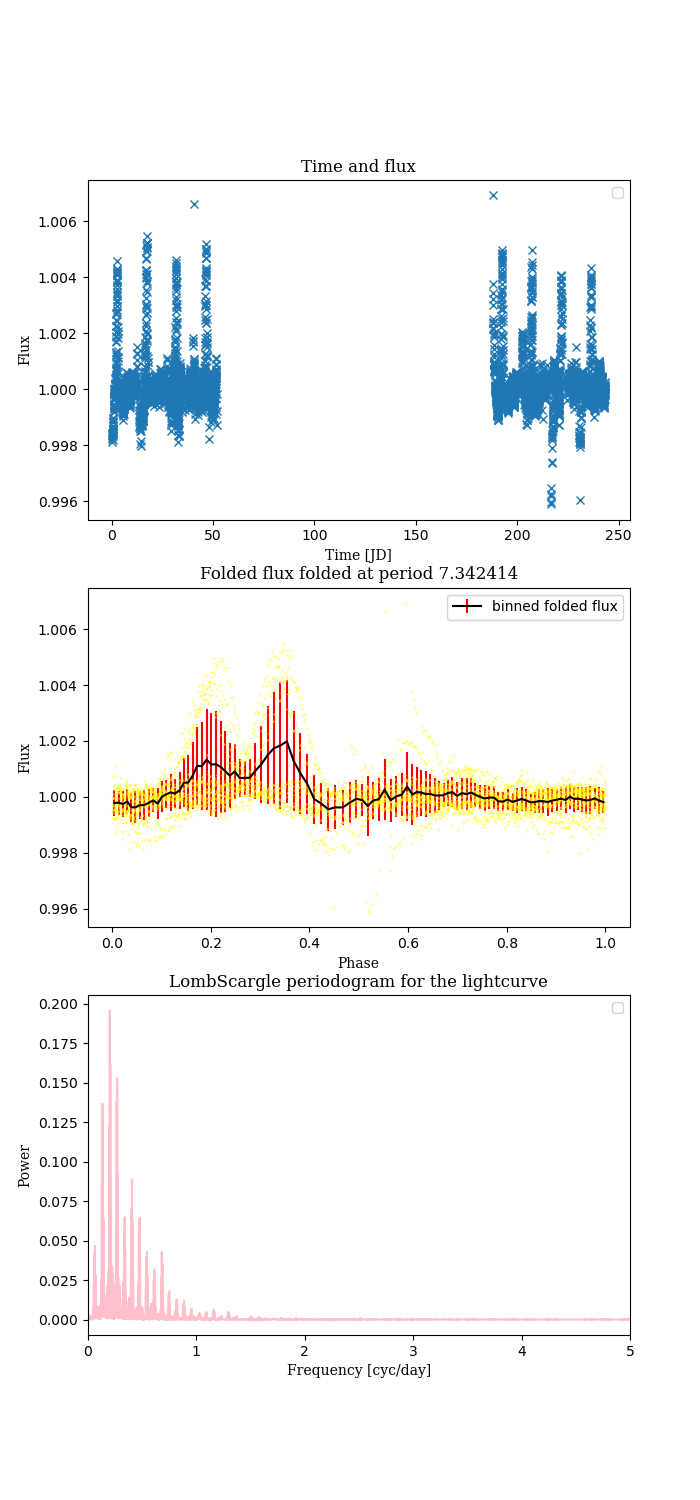 Time and flux
Flux
1.006
1.004
1.002
1.000
0.998
0.996
0 50 100 150 200 250
Time [JD]
Folded flux folded at period 7.342414
binned folded flux
Flux
1.006
1.004
1.002
1.000
0.998
0.996
0.0 0.2 0.4 0.6 0.8 1.0
Phase
LombScargle periodogram for the lightcurve
Power
0.200
0.175
0.150
0.125
0.100
0.075
0.050
0.025
0.000
0 1 2 3 4 5
Frequency [cyc/day]